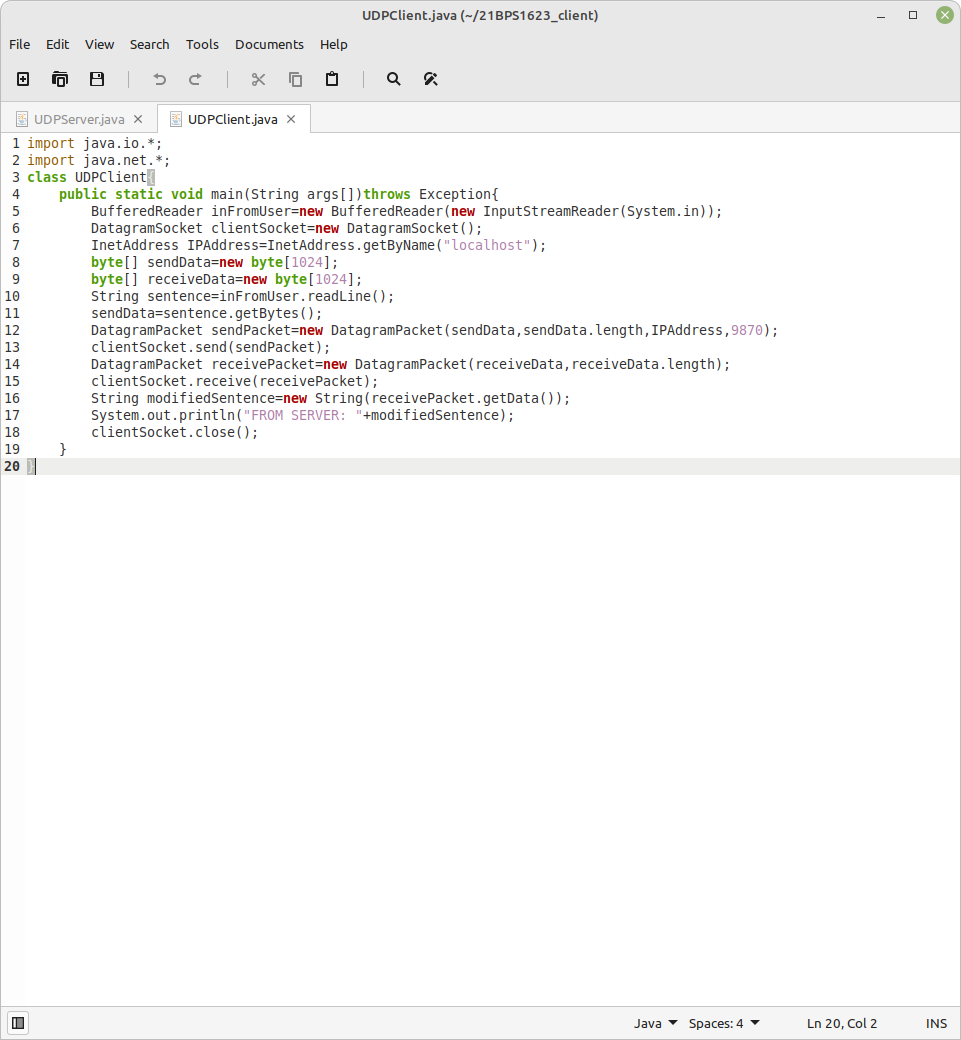 UDPClient.java (~/21BPS1623_client)
File Edit View Search Tools Documents Help
UDPServer.java UDPClient.java
1 import java.io.*;
2 import java.net.*;
3 class UDPClient{
4     public static void main(String args[])throws Exception{
5         BufferedReader inFromUser=new BufferedReader(new InputStreamReader(System.in));
6         DatagramSocket clientSocket=new DatagramSocket();
7         InetAddress IPAddress=InetAddress.getByName("localhost");
8         byte[] sendData=new byte[1024];
9         byte[] receiveData=new byte[1024];
10         String sentence=inFromUser.readLine();
11         sendData=sentence.getBytes();
12         DatagramPacket sendPacket=new DatagramPacket(sendData,sendData.length,IPAddress,9870);
13         clientSocket.send(sendPacket);
14         DatagramPacket receivePacket=new DatagramPacket(receiveData,receiveData.length);
15         clientSocket.receive(receivePacket);
16         String modifiedSentence=new String(receivePacket.getData());
17         System.out.println("FROM SERVER: "+modifiedSentence);
18         clientSocket.close();
19     }
20 }
Java Spaces: 4 Ln 20, Col 2 INS